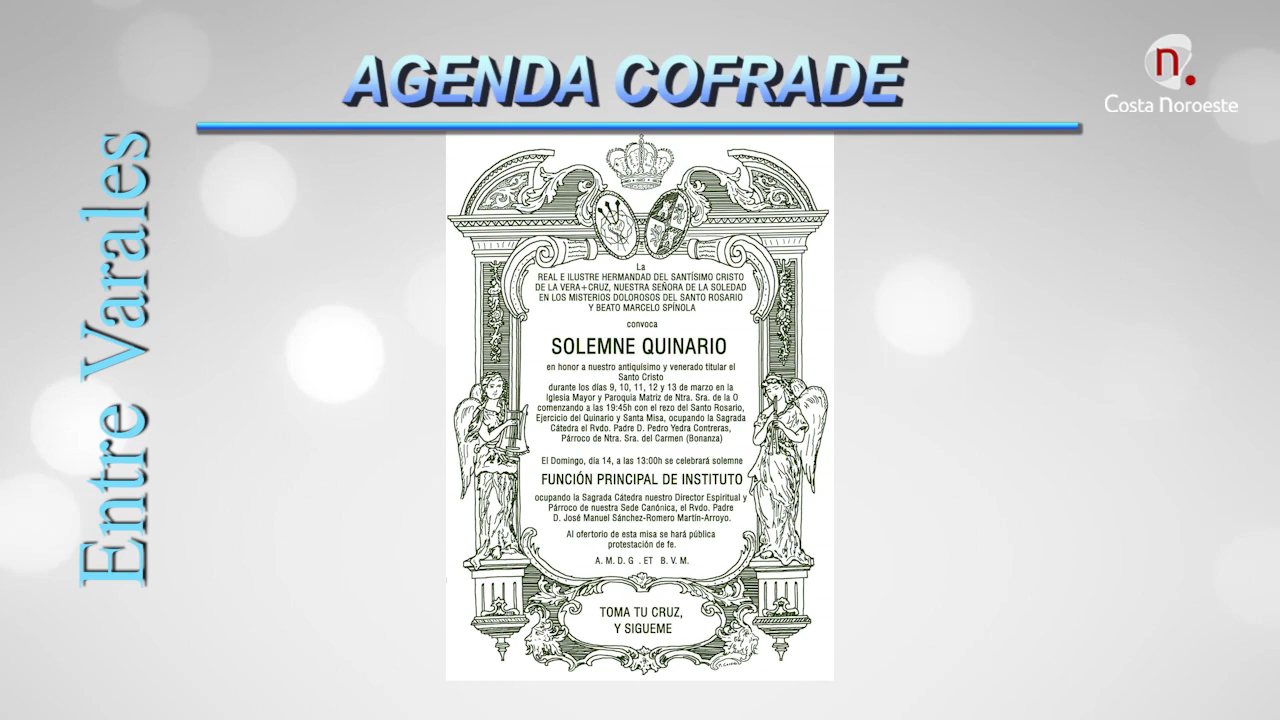 AGENDA COFRADE
n.
Costa Noroeste
Entre Varales
La
REAL E ILUSTRE HERMANDAD DEL SANTÍSIMO CRISTO
DE LA VERA+CRUZ, NUESTRA SEÑORA DE LA SOLEDAD
EN LOS MISTERIOS DOLOROSOS DEL SANTO ROSARIO
Y BEATO MARCELO SPÍNOLA
convoca
SOLEMNE QUINARIO
en honor a nuestro antiquísimo y venerado titular el
Santo Cristo
durante los días 9, 10, 11, 12 y 13 de marzo en la
Iglesia Mayor y Paroquia Matriz de Ntra. Sra. de la O
comenzando a las 19:45h con el rezo del Santo Rosario,
Ejercicio del Quinario y Santa Misa, ocupando la Sagrada
Cátedra el Rvdo. Padre D. Pedro Yedra Contreras,
Párroco de Ntra. Sra. del Carmen (Bonanza)
El Domingo, día 14, a las 13:00h se celebrará solemne
FUNCIÓN PRINCIPAL DE INSTITUTO
ocupando la Sagrada Cátedra nuestro Director Espiritual y
Párroco de nuestra Sede Canónica, el Rvdo. Padre
D. José Manuel Sánchez-Romero Martín-Arroyo.
Al ofertorio de esta misa se hará pública
protestación de fe.
A. M. D. G . ET B. V. M.
TOMA TU CRUZ,
Y SIGUEME